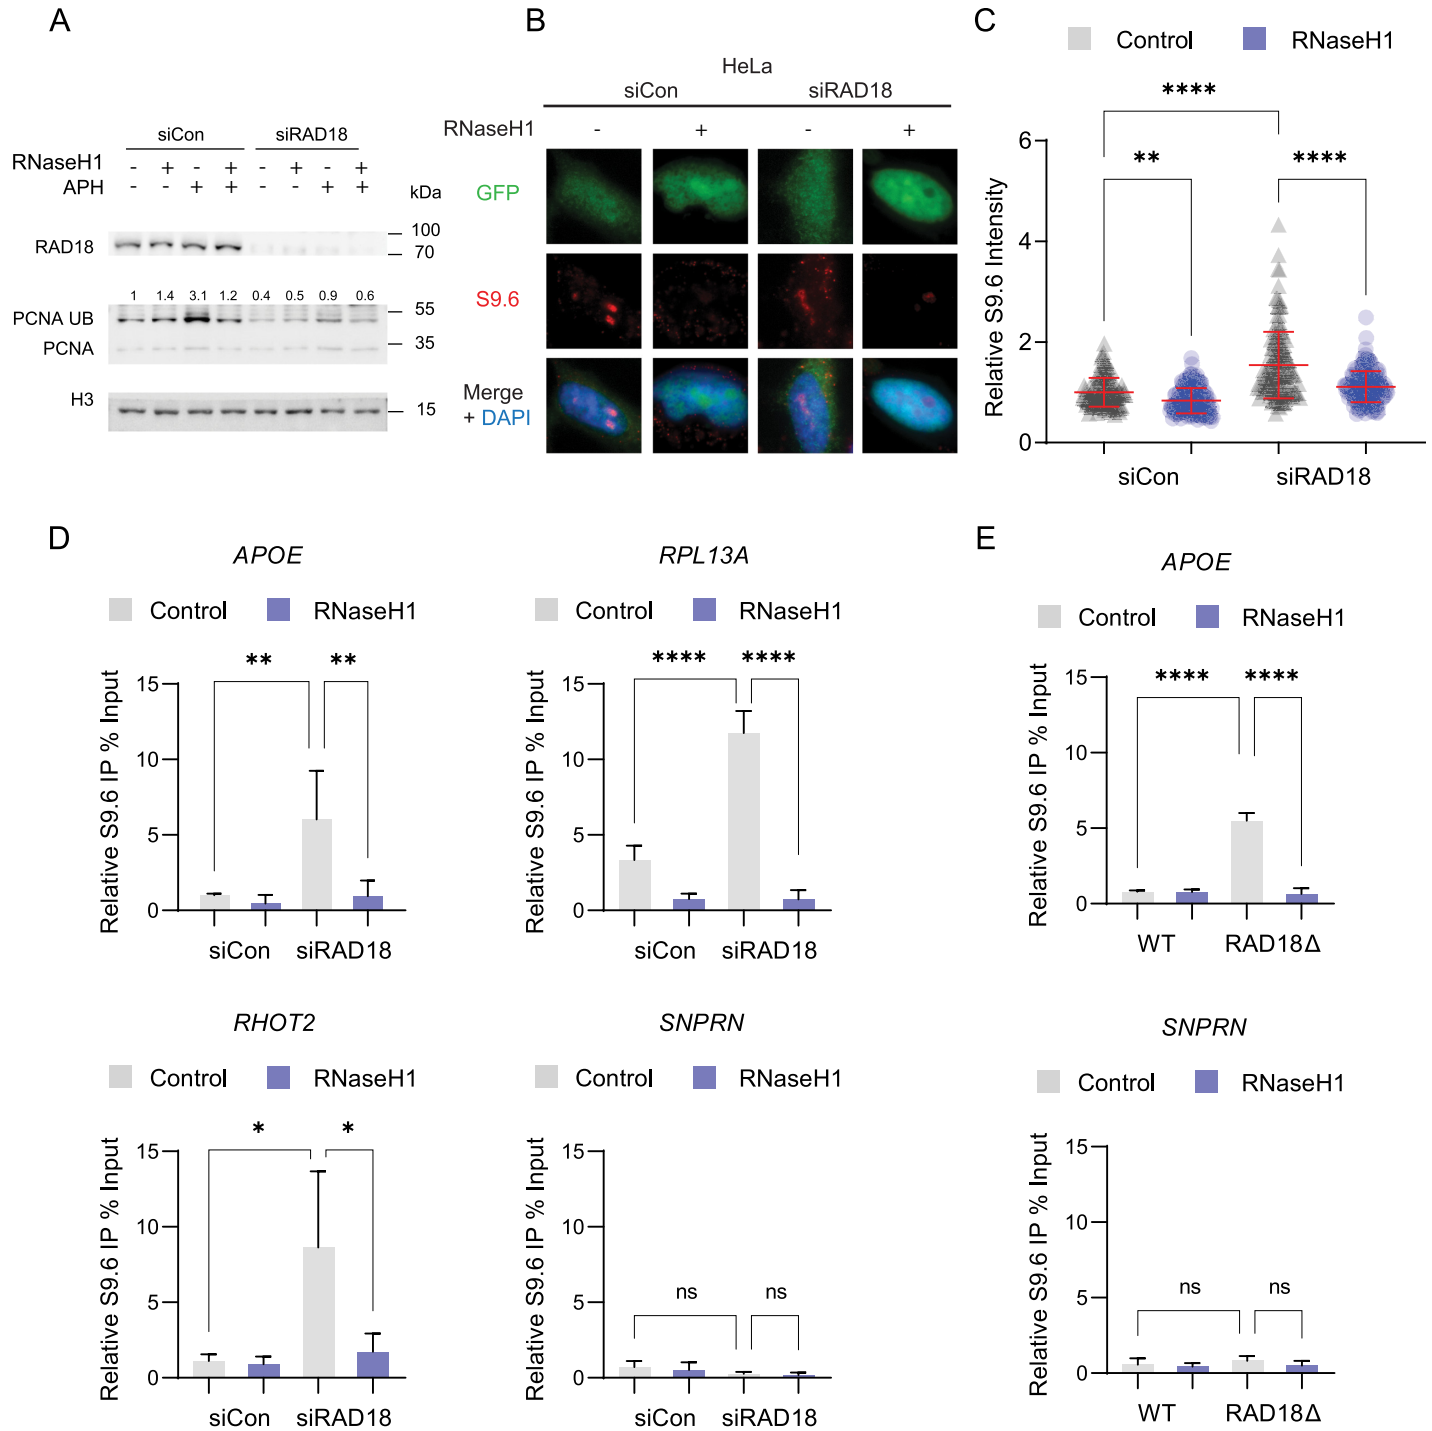 A
siCon siRAD18
RNaseH1 - + - + - + - +
APH - - + + - - + + kDa
RAD18
100
70
1 1.4 3.1 1.2 0.4 0.5 0.9 0.6
PCNA UB
55
PCNA
35
H3
15
B
HeLa
siCon siRAD18
RNaseH1 - + - +
GFP
S9.6
Merge
+ DAPI
C
Control RNaseH1
****
** ****
Relative S9.6 Intensity
6
4
2
0
siCon siRAD18
D
APOE
Control RNaseH1
** **
Relative S9.6 IP % Input
15
10
5
0
siCon siRAD18
RPL13A
Control RNaseH1
**** ****
Relative S9.6 IP % Input
15
10
5
0
siCon siRAD18
RHOT2
Control RNaseH1
* *
Relative S9.6 IP % Input
15
10
5
0
siCon siRAD18
SNPRN
Control RNaseH1
ns ns
Relative S9.6 IP % Input
15
10
5
0
siCon siRAD18
E
APOE
Control RNaseH1
**** ****
Relative S9.6 IP % Input
15
10
5
0
WT RAD18Δ
SNPRN
Control RNaseH1
ns ns
Relative S9.6 IP % Input
15
10
5
0
WT RAD18Δ